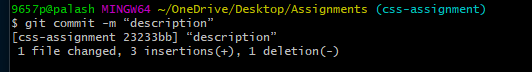 9657p@palash MINGW64 ~/OneDrive/Desktop/Assignments (css-assignment)
$ git commit -m “description”
[css-assignment 23233bb] “description”
 1 file changed, 3 insertions(+), 1 deletion(-)